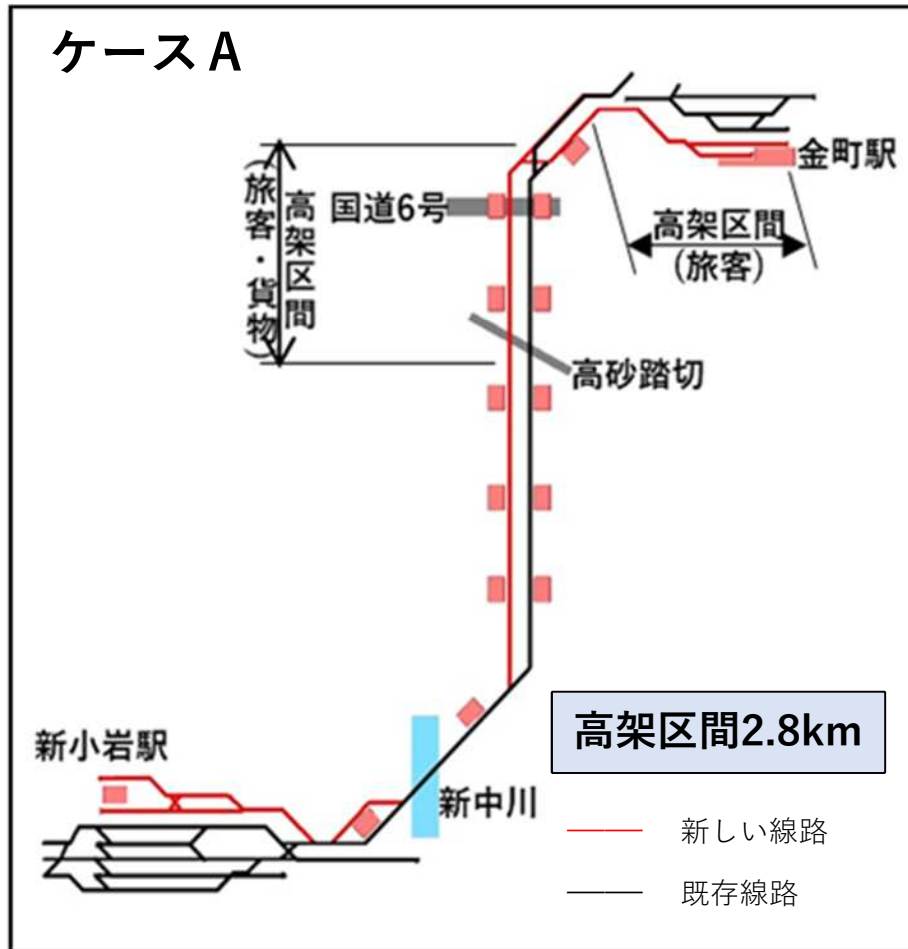 ケースA
金町駅
国道6号
高架区間
(旅客・貨物)
高架区間
(旅客)
高砂踏切
高架区間2.8km
新小岩駅
新中川
新しい線路
既存線路